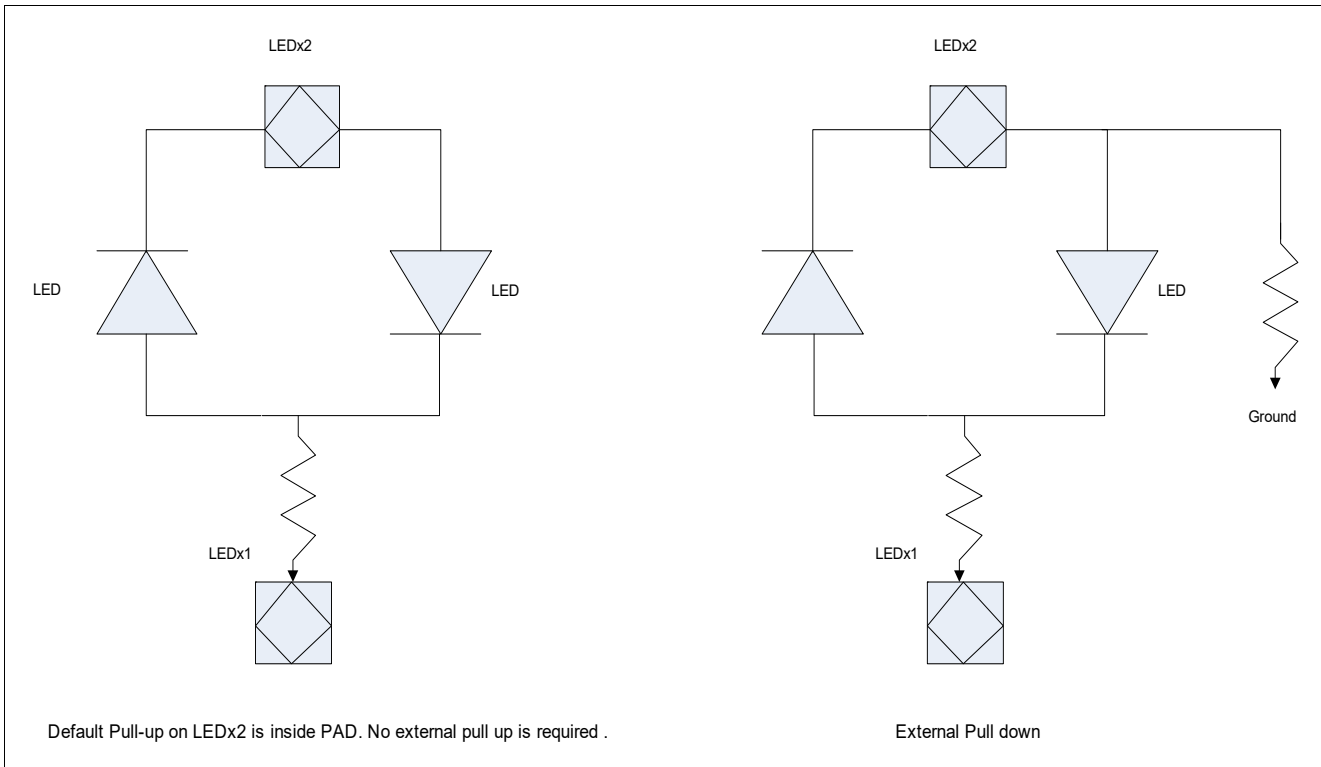 LEDx2
LED
LED
LEDx1
Default Pull-up on LEDx2 is inside PAD. No external pull up is required .
LEDx2
LED
Ground
LEDx1
External Pull down